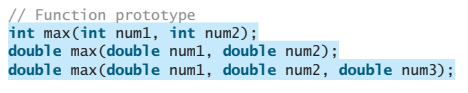 // Function prototype
int max(int num1, int num2);
double max(double num1, double num2);
double max(double num1, double num2, double num3);